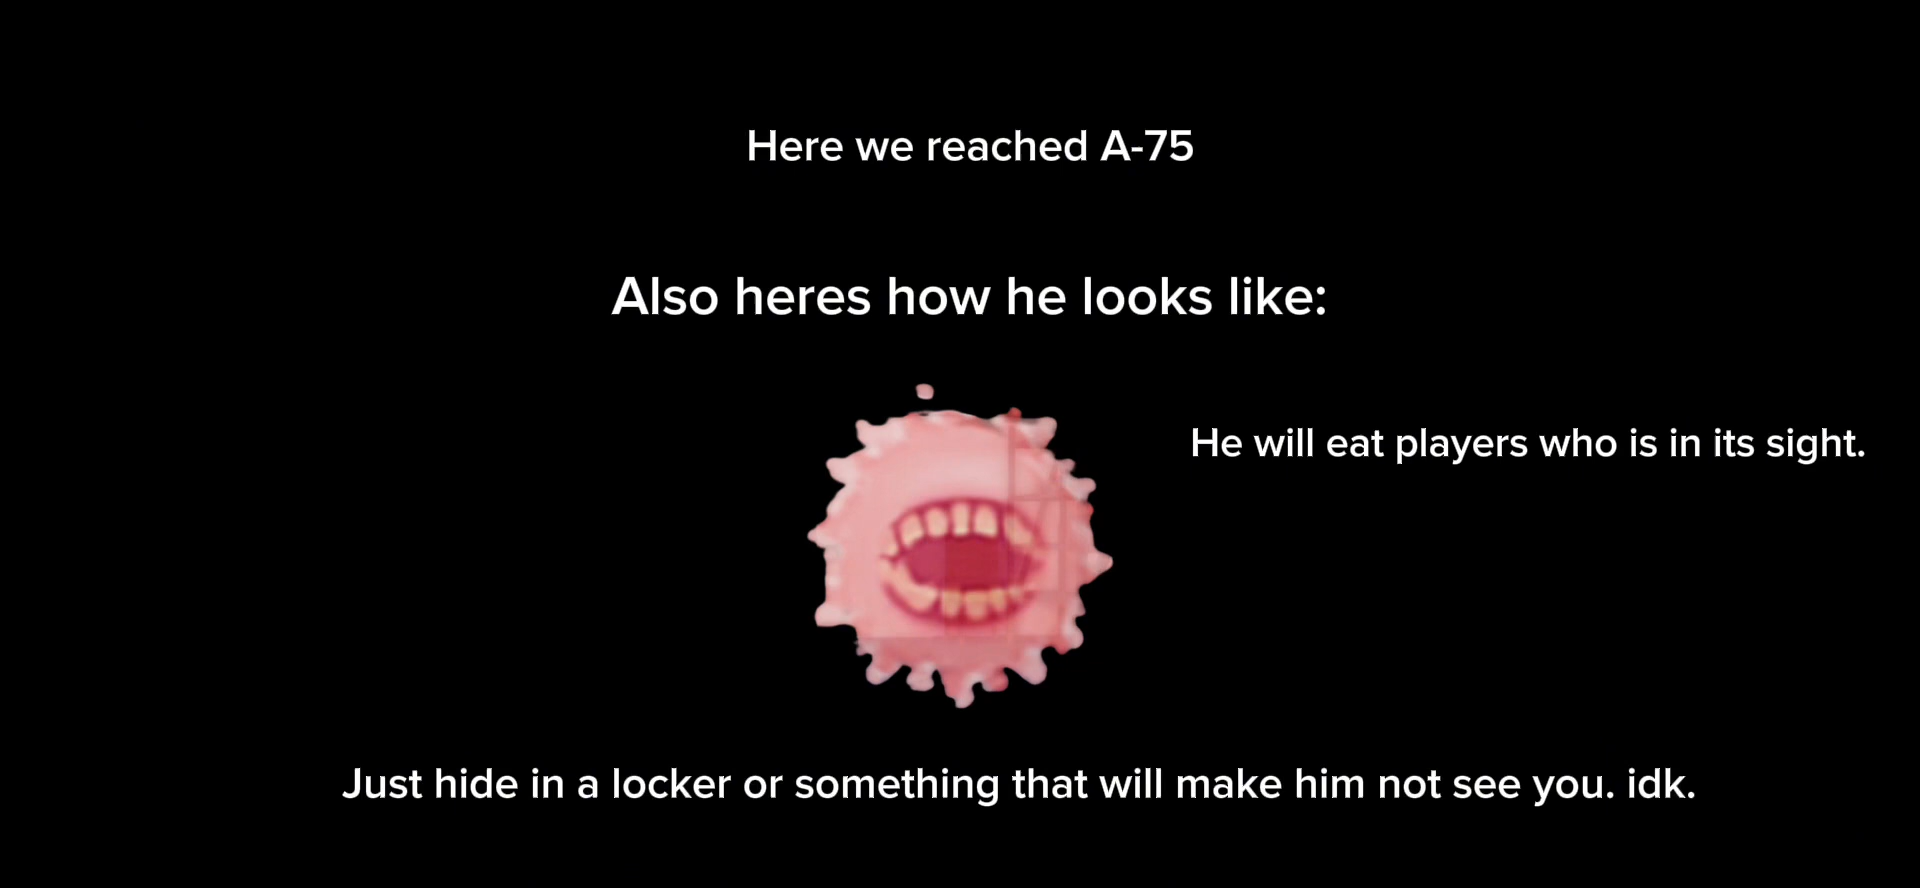 Here we reached A-75
Also heres how he looks like:
He will eat players who is in its sight.
Just hide in a locker or something that will make him not see you. idk.